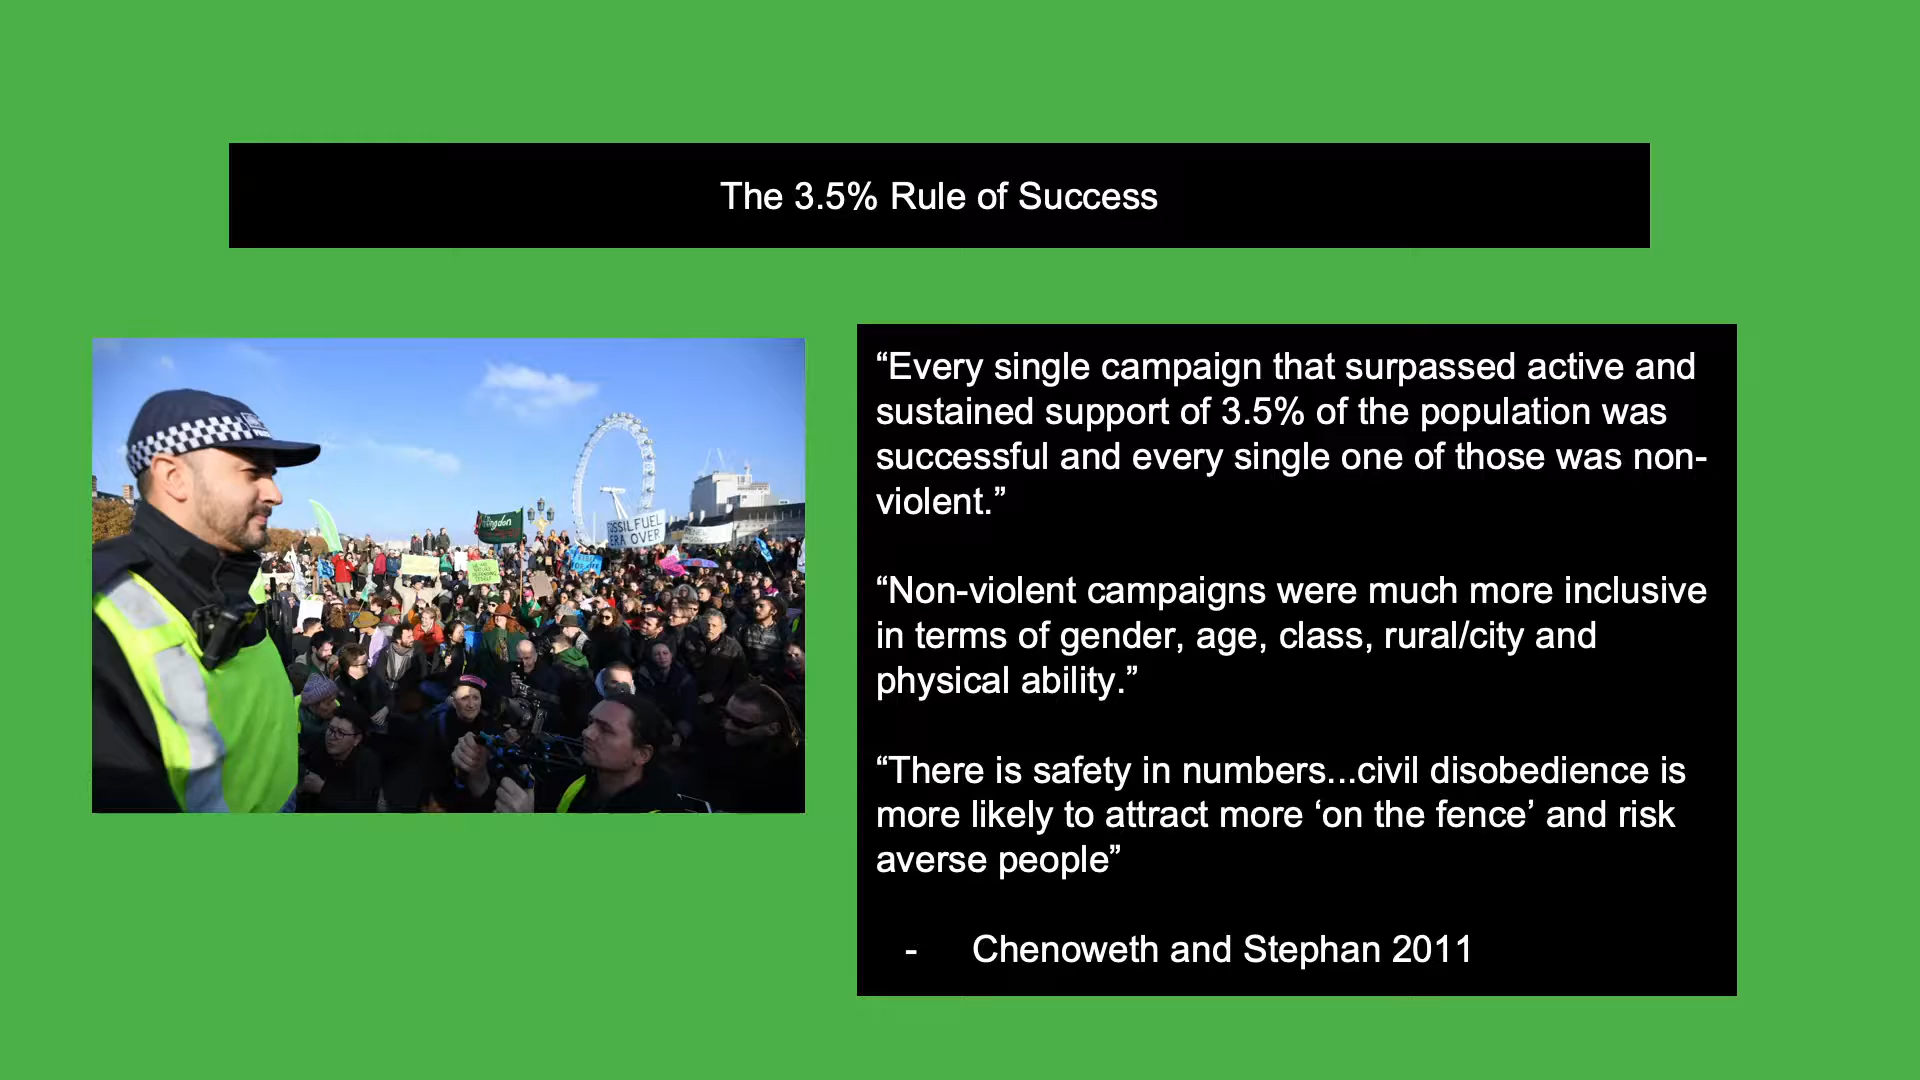 The 3.5% Rule of Success
FOSSIL FUEL
ERA OVER
“Every single campaign that surpassed active and
sustained support of 3.5% of the population was
successful and every single one of those was non-
violent.”
“Non-violent campaigns were much more inclusive
in terms of gender, age, class, rural/city and
physical ability.”
“There is safety in numbers...civil disobedience is
more likely to attract more ‘on the fence’ and risk
averse people”
- Chenoweth and Stephan 2011